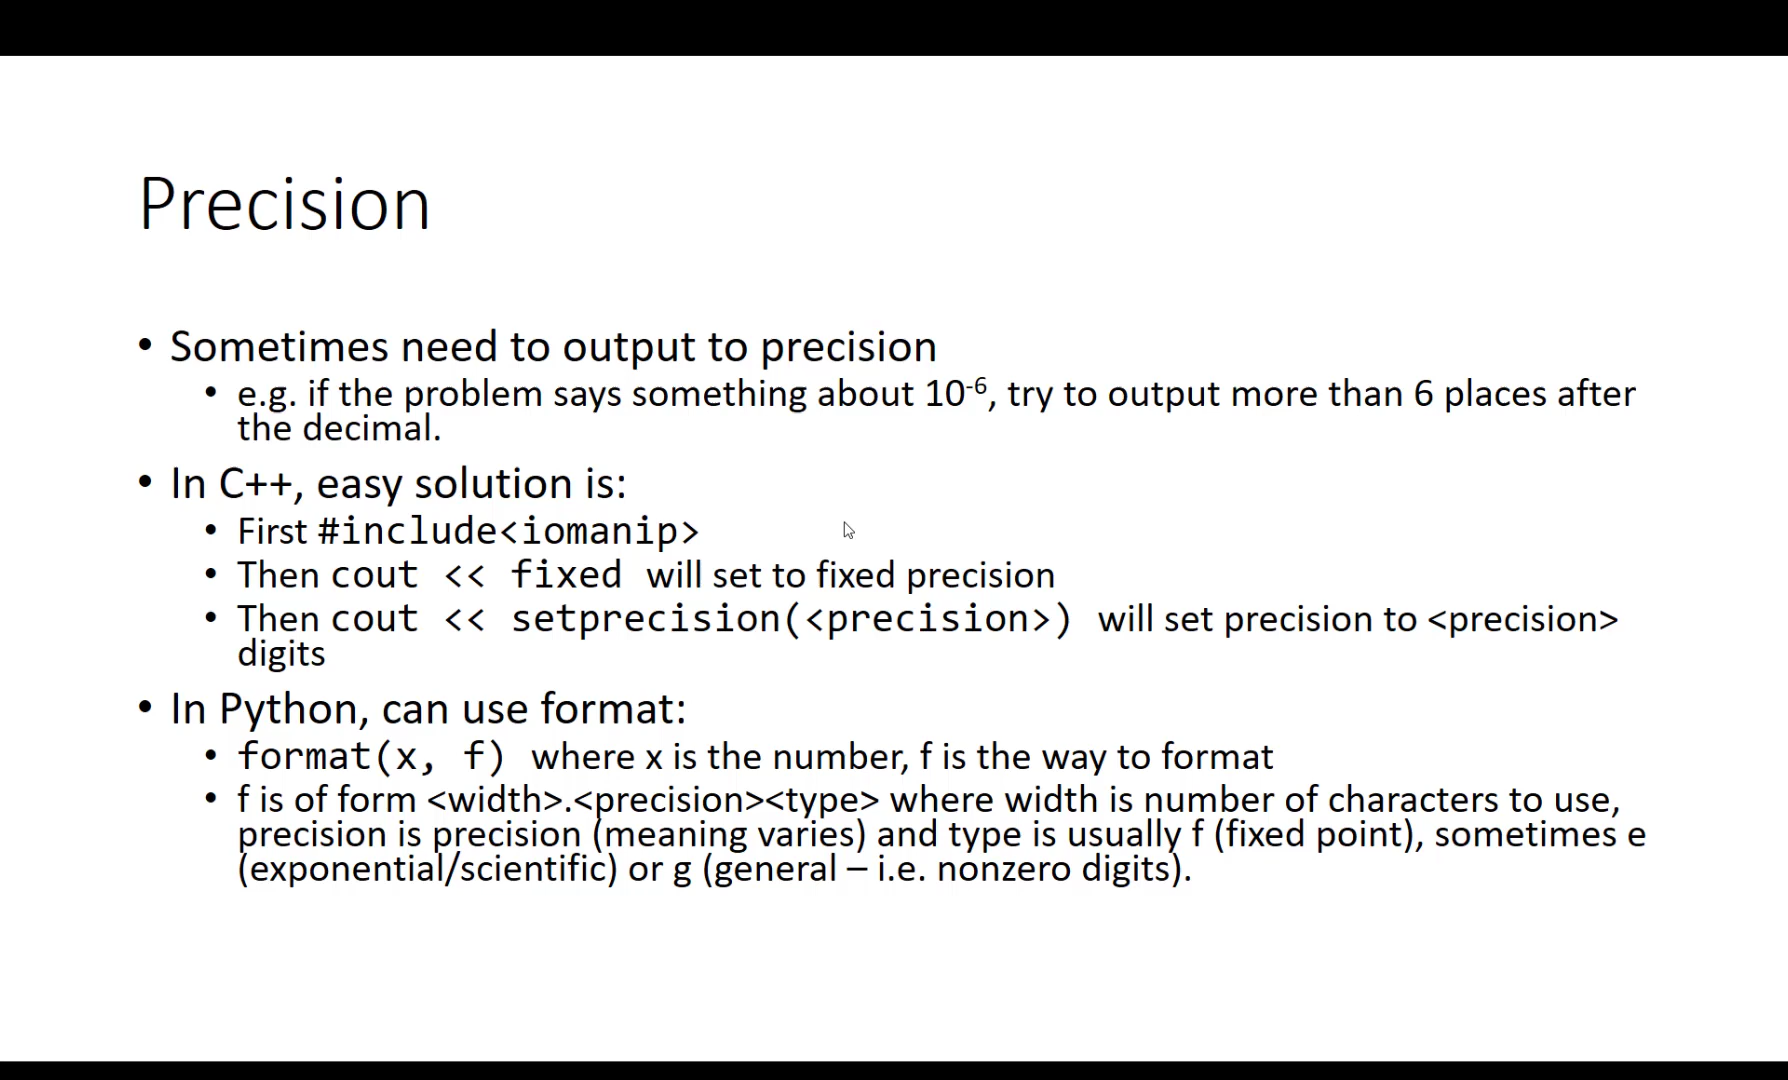 Precision
• Sometimes need to output to precision
• e.g. if the problem says something about 10⁻⁶, try to output more than 6 places after
the decimal.
• In C++, easy solution is:
• First #include<iomanip>
• Then cout << fixed will set to fixed precision
• Then cout << setprecision(<precision>) will set precision to <precision>
digits
• In Python, can use format:
• format(x, f) where x is the number, f is the way to format
• f is of form <width>.<precision><type> where width is number of characters to use,
precision is precision (meaning varies) and type is usually f (fixed point), sometimes e
(exponential/scientific) or g (general – i.e. nonzero digits).